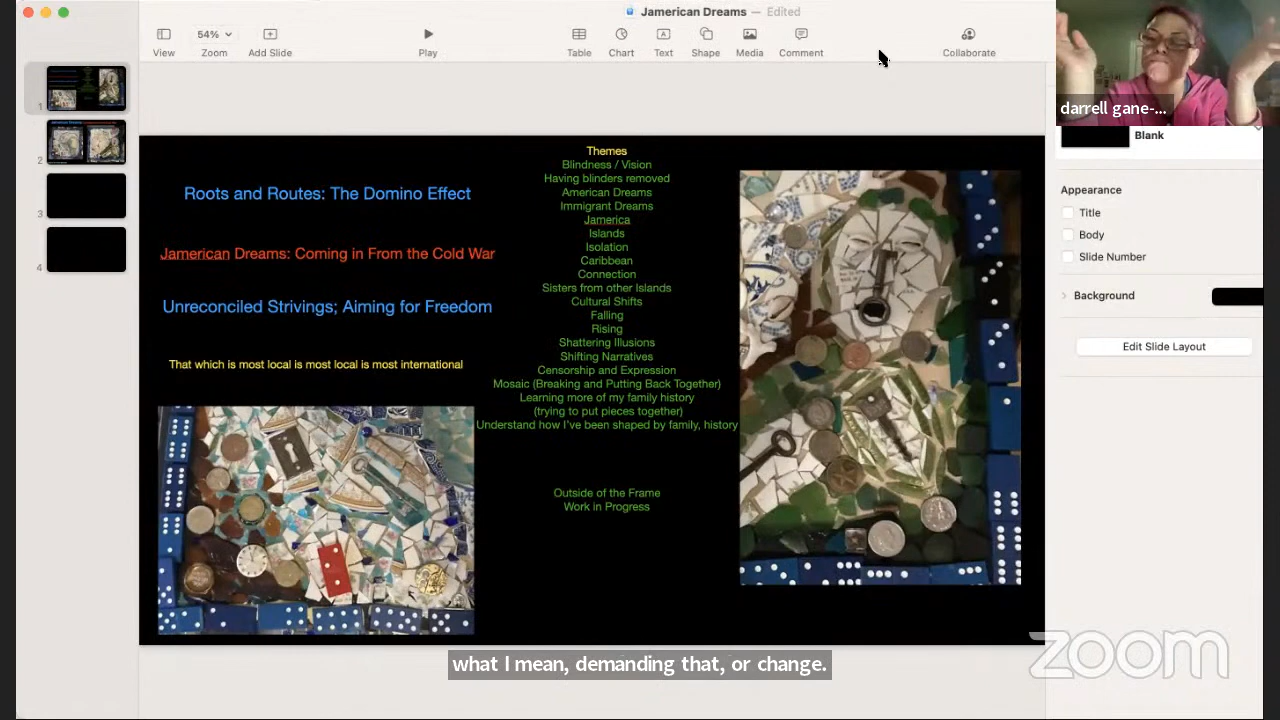 Jamerican Dreams — Edited
View
54%
Zoom
Add Slide
Play
Table
Chart
Text
Shape
Media
Comment
Collaborate
darrell gane-...
1
2
3
4
Roots and Routes: The Domino Effect
Jamerican Dreams: Coming in From the Cold War
Unreconciled Strivings; Aiming for Freedom
That which is most local is most local is most international
Themes
Blindness / Vision
Having blinders removed
American Dreams
Immigrant Dreams
Jamerica
Islands
Isolation
Caribbean
Connection
Sisters from other Islands
Cultural Shifts
Falling
Rising
Shattering Illusions
Shifting Narratives
Censorship and Expression
Mosaic (Breaking and Putting Back Together)
Learning more of my family history
(trying to put pieces together)
Understand how I've been shaped by family, history
Outside of the Frame
Work in Progress
Blank
Appearance
Title
Body
Slide Number
Background
Edit Slide Layout
what I mean, demanding that, or change.
zoom